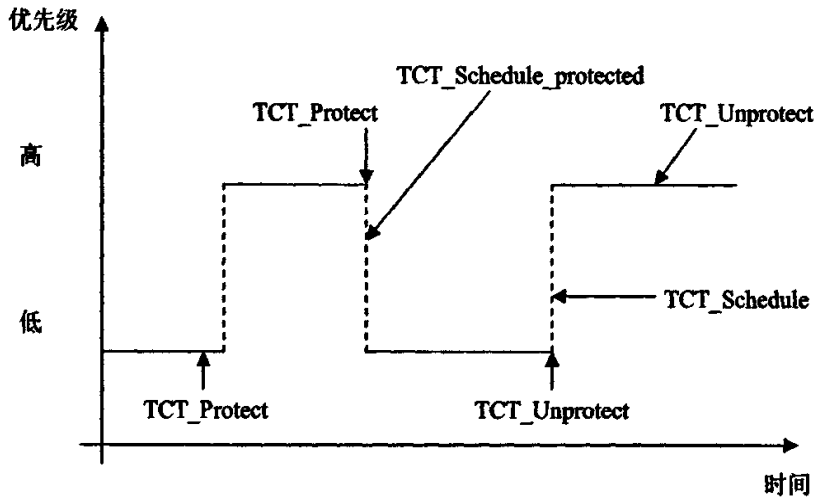 优先级
TCT_Schedule_protected
TCT_Protect
TCT_Unprotect
高
TCT_Schedule
低
TCT_Protect
TCT_Unprotect
时间